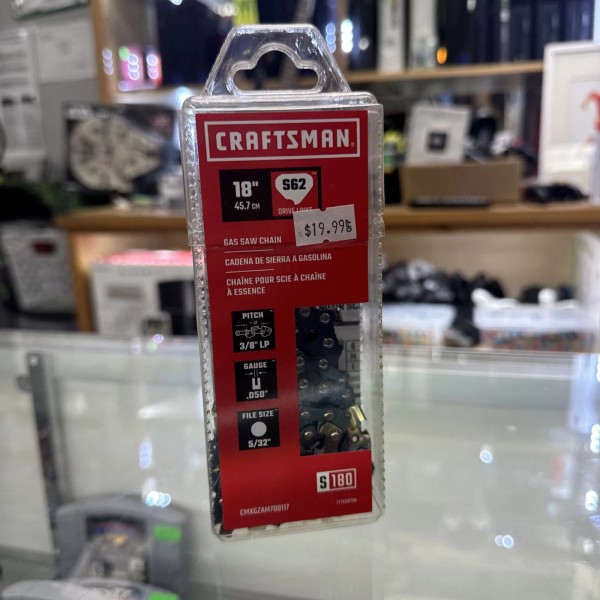 CRAFTSMAN®
18"
45.7 CM
S62
DRIVE LINKS
$19.99
GAS SAW CHAIN
CADENA DE SIERRA A GASOLINA
CHAÎNE POUR SCIE À CHAÎNE
À ESSENCE
PITCH
3/8" LP
GAUGE
.050"
FILE SIZE
5/32"
S180
CMXGZAM700117